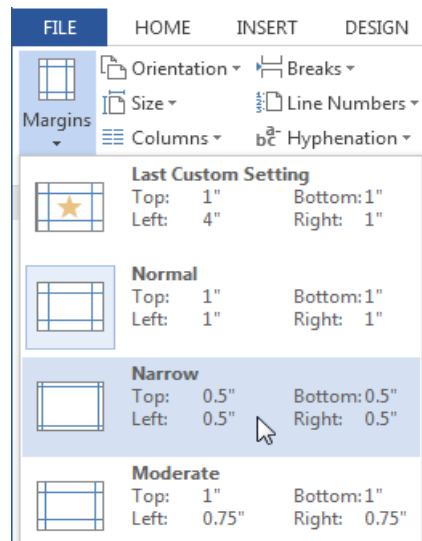 FILE HOME INSERT DESIGN
Orientation Breaks
Size Line Numbers
Margins
Columns Hyphenation
Last Custom Setting
Top: 1" Bottom: 1"
Left: 4" Right: 1"
Normal
Top: 1" Bottom: 1"
Left: 1" Right: 1"
Narrow
Top: 0.5" Bottom: 0.5"
Left: 0.5" Right: 0.5"
Moderate
Top: 1" Bottom: 1"
Left: 0.75" Right: 0.75"